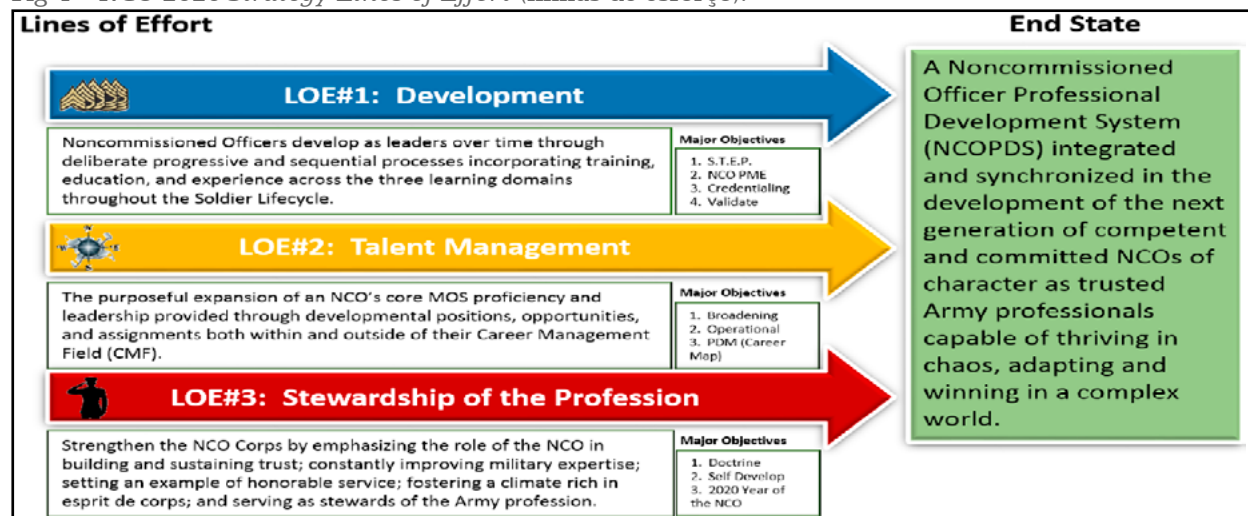 Lines of Effort
End State
LOE#1: Development
Noncommissioned Officers develop as leaders over time through
deliberate progressive and sequential processes incorporating training,
education, and experience across the three learning domains
throughout the Soldier Lifecycle.
Major Objectives
1. S.T.E.P.
2. NCO PME
3. Credentialing
4. Validate
LOE#2: Talent Management
The purposeful expansion of an NCO's core MOS proficiency and
leadership provided through developmental positions, opportunities,
and assignments both within and outside of their Career Management
Field (CMF).
Major Objectives
1. Broadening
2. Operational
3. PDM (Career
Map)
LOE#3: Stewardship of the Profession
Strengthen the NCO Corps by emphasizing the role of the NCO in
building and sustaining trust; constantly improving military expertise;
setting an example of honorable service; fostering a climate rich in
esprit de corps; and serving as stewards of the Army profession.
Major Objectives
1. Doctrine
2. Self Develop
3. 2020 Year of
the NCO
A Noncommissioned
Officer Professional
Development System
(NCOPDS) integrated
and synchronized in the
development of the next
generation of competent
and committed NCOs of
character as trusted
Army professionals
capable of thriving in
chaos, adapting and
winning in a complex
world.